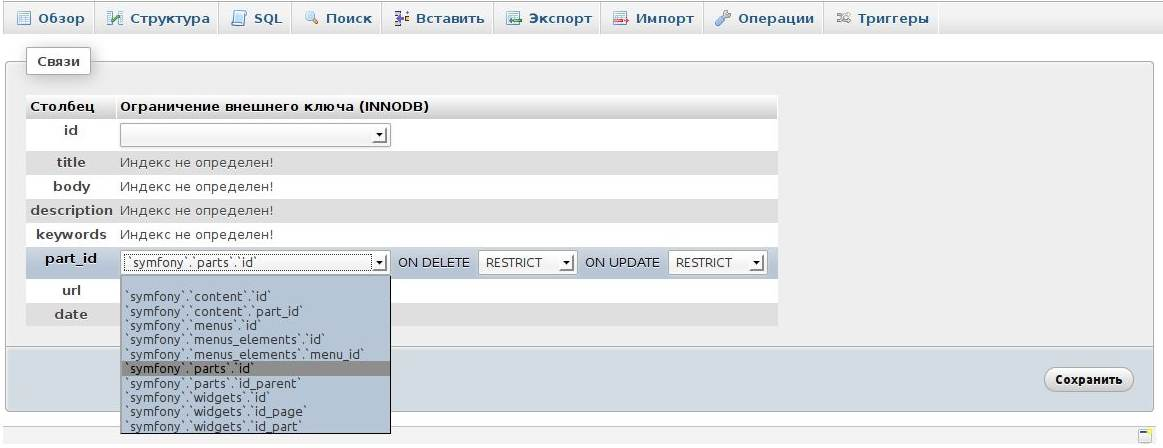 Обзор Структура SQL Поиск Вставить Экспорт Импорт Операции Триггеры
Связи
Столбец Ограничение внешнего ключа (INNODB)
id
title Индекс не определен!
body Индекс не определен!
description Индекс не определен!
keywords Индекс не определен!
part_id `symfony`.`parts`.`id` ON DELETE RESTRICT ON UPDATE RESTRICT
url
date
`symfony`.`content`.`id`
`symfony`.`content`.`part_id`
`symfony`.`menus`.`id`
`symfony`.`menus_elements`.`id`
`symfony`.`menus_elements`.`menu_id`
`symfony`.`parts`.`id`
`symfony`.`parts`.`id_parent`
`symfony`.`widgets`.`id`
`symfony`.`widgets`.`id_page`
`symfony`.`widgets`.`id_part`
Сохранить